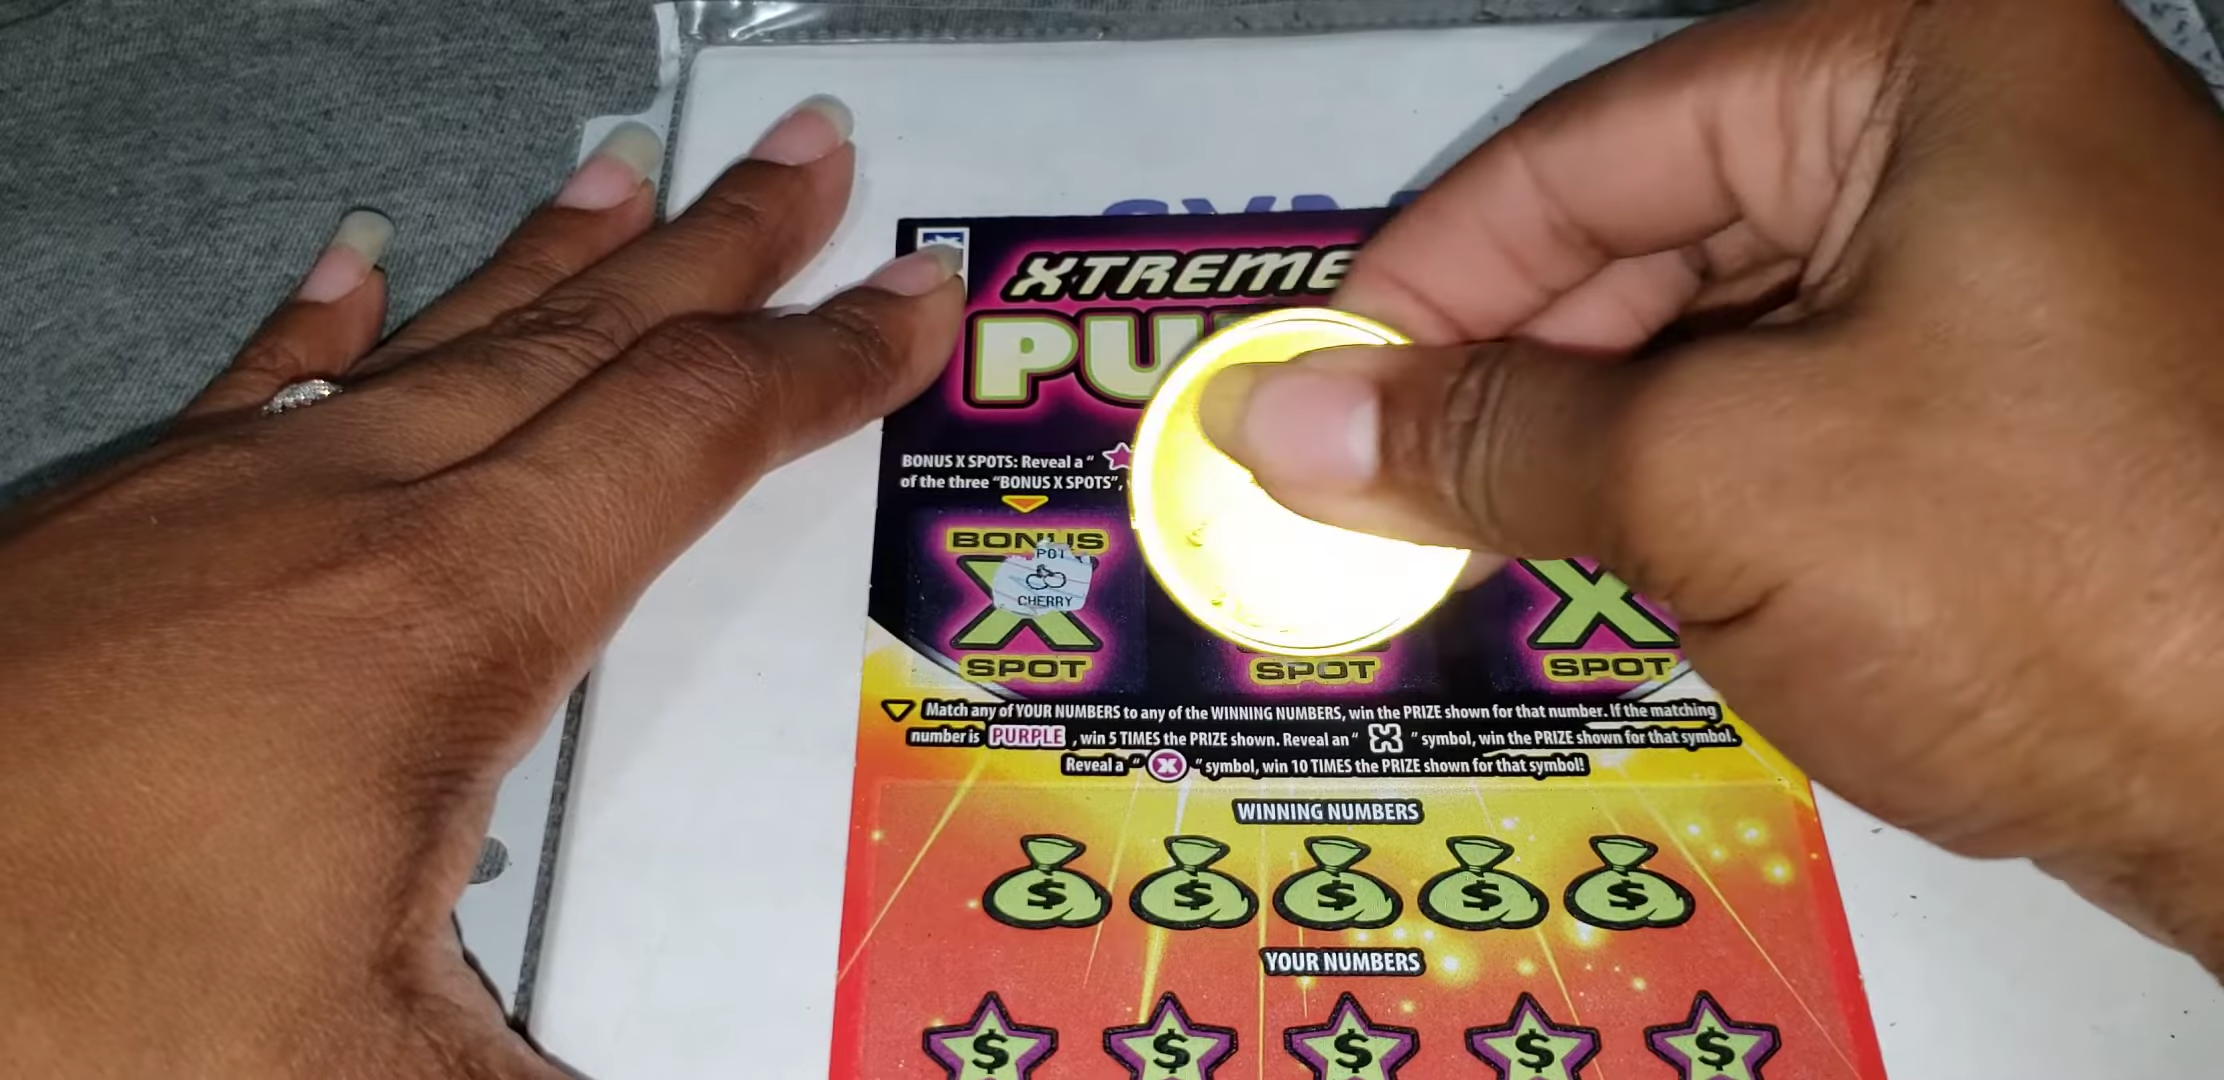 XTREME
BONUS X SPOTS: Reveal a "
of the three "BONUS X SPOTS",
BONUS
POT
CHERRY
X
SPOT
SPOT
X
SPOT
Match any of YOUR NUMBERS to any of the WINNING NUMBERS, win the PRIZE shown for that number. If the matching
number is PURPLE, win 5 TIMES the PRIZE shown. Reveal an " X " symbol, win the PRIZE shown for that symbol.
Reveal a " X " symbol, win 10 TIMES the PRIZE shown for that symbol!
WINNING NUMBERS
$ $ $ $ $
YOUR NUMBERS
$ $ $ $ $